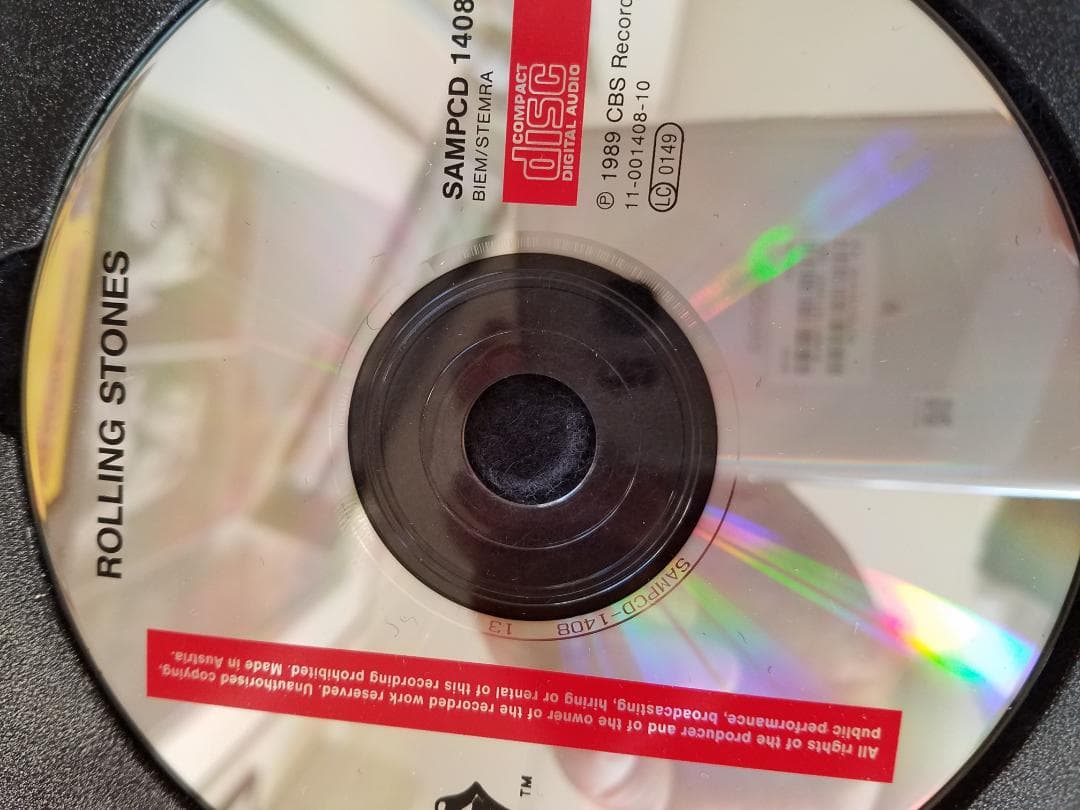 ROLLING STONES
SAMPCD 1408
BIEM/STEMRA
COMPACT
disc
DIGITAL AUDIO
℗ 1989 CBS Record
11-001408-10
LC 0149
SAMPCD-1408 13
All rights of the producer and of the owner of the recorded work reserved. Unauthorised copying,
public performance, broadcasting, hiring or rental of this recording prohibited. Made in Austria.
TM